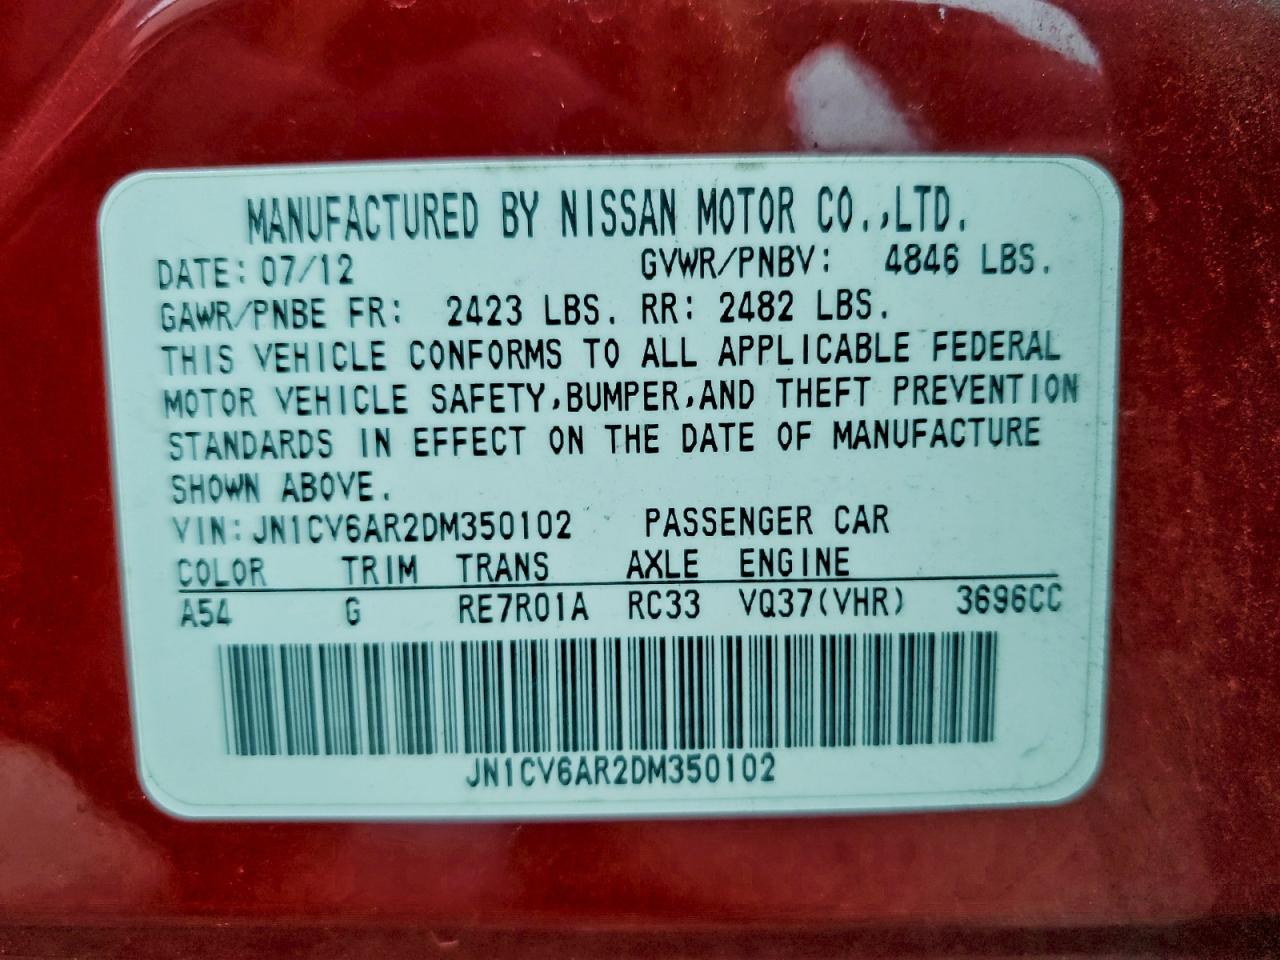 MANUFACTURED BY NISSAN MOTOR CO.,LTD.
DATE: 07/12 GVWR/PNBV: 4846 LBS.
GAWR/PNBE FR: 2423 LBS. RR: 2482 LBS.
THIS VEHICLE CONFORMS TO ALL APPLICABLE FEDERAL
MOTOR VEHICLE SAFETY,BUMPER,AND THEFT PREVENTION
STANDARDS IN EFFECT ON THE DATE OF MANUFACTURE
SHOWN ABOVE.
VIN:JN1CV6AR2DM350102 PASSENGER CAR
COLOR TRIM TRANS AXLE ENGINE
A54 G RE7R01A RC33 VQ37(VHR) 3696CC
JN1CV6AR2DM350102